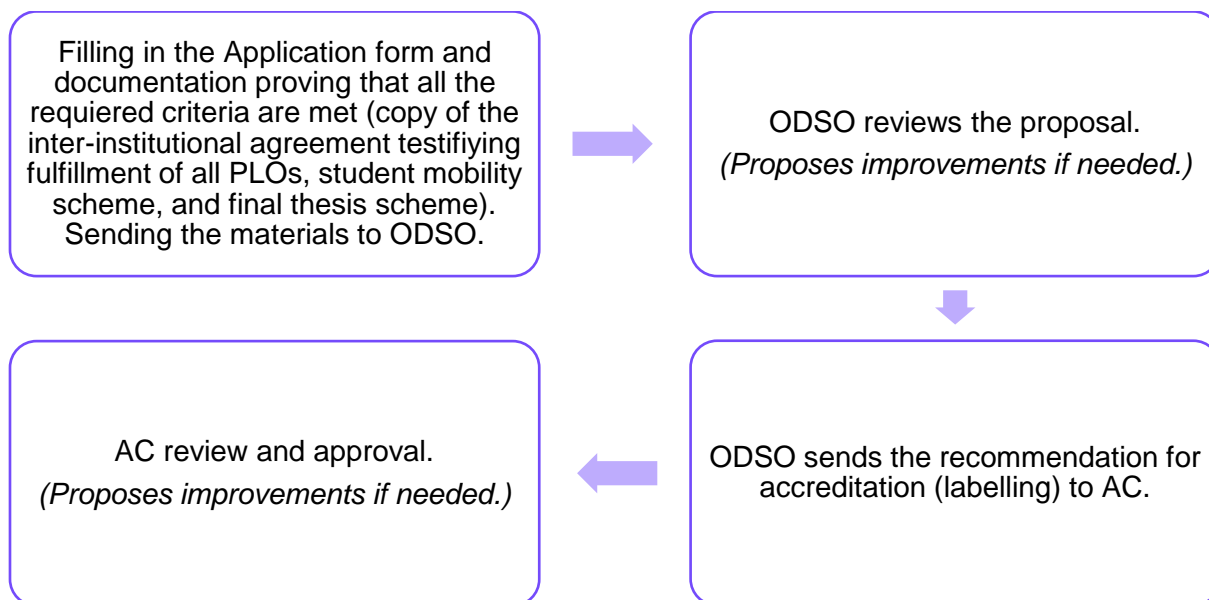 Filling in the Application form and
documentation proving that all the
requiered criteria are met (copy of the
inter-institutional agreement testifiying
fulfillment of all PLOs, student mobility
scheme, and final thesis scheme).
Sending the materials to ODSO.
ODSO reviews the proposal.
(Proposes improvements if needed.)
ODSO sends the recommendation for
accreditation (labelling) to AC.
AC review and approval.
(Proposes improvements if needed.)